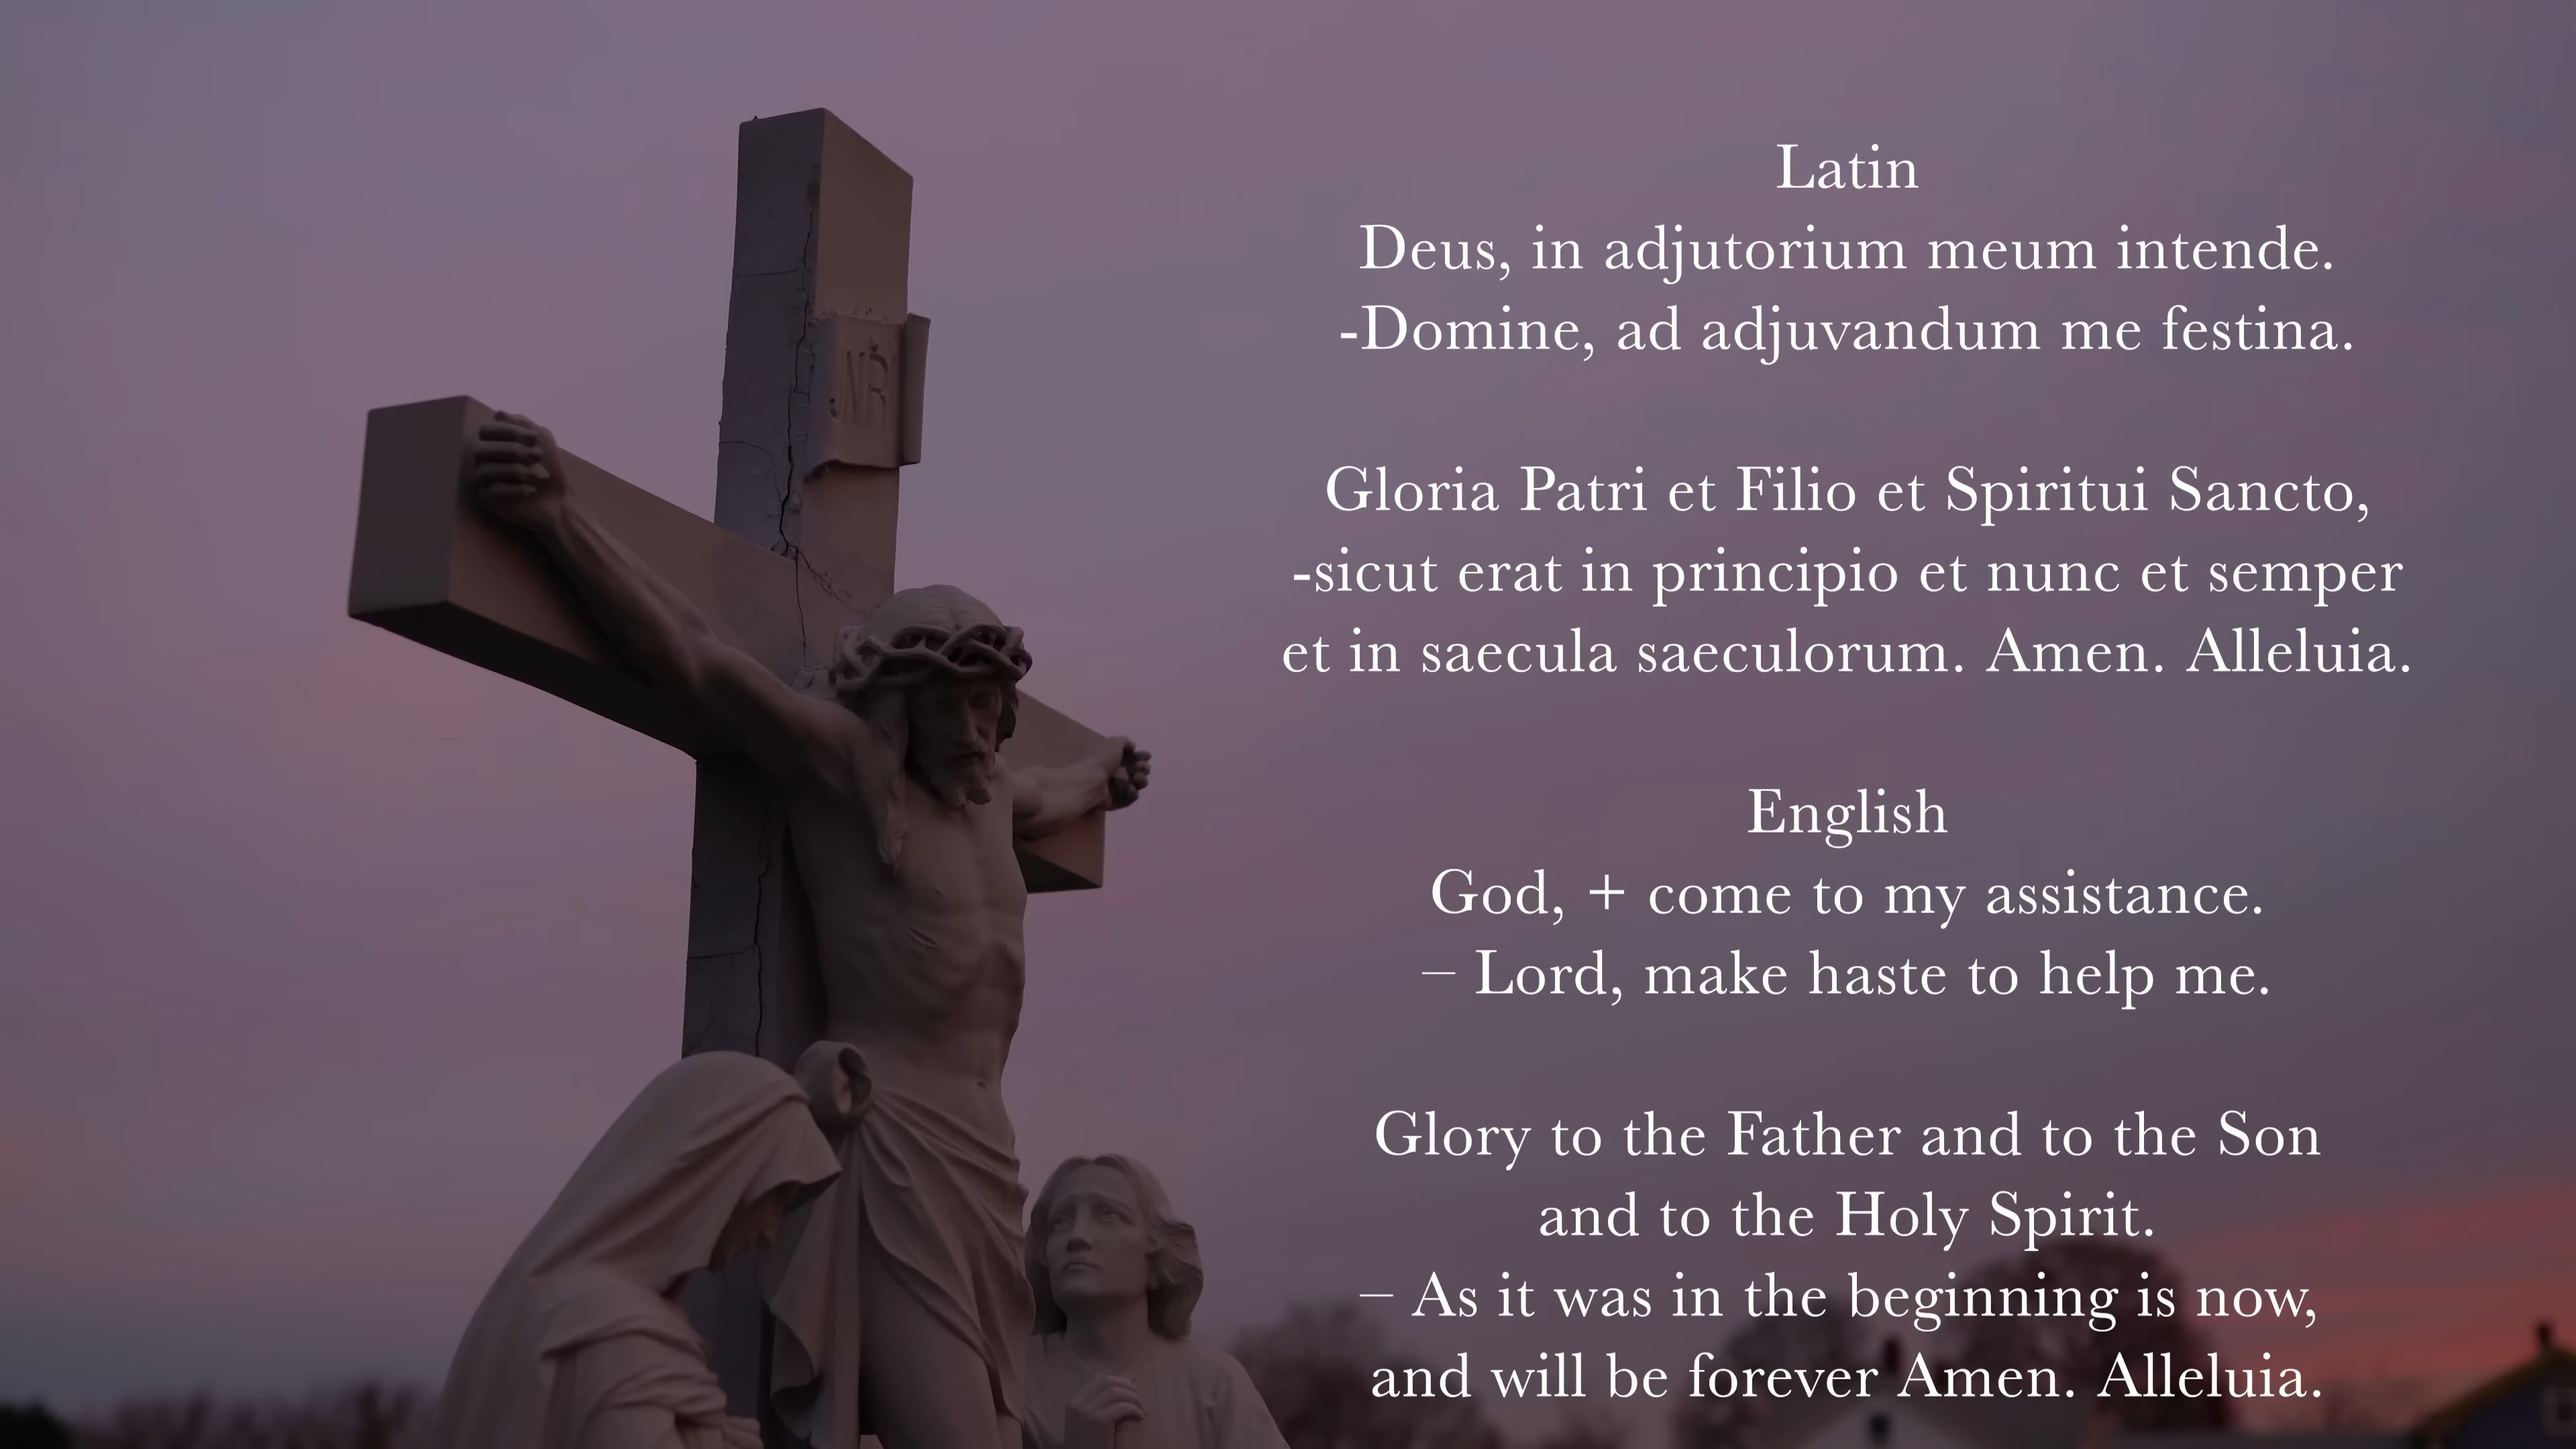 INRI
Latin
Deus, in adjutorium meum intende.
-Domine, ad adjuvandum me festina.
Gloria Patri et Filio et Spiritui Sancto,
-sicut erat in principio et nunc et semper
et in saecula saeculorum. Amen. Alleluia.
English
God, + come to my assistance.
– Lord, make haste to help me.
Glory to the Father and to the Son
and to the Holy Spirit.
– As it was in the beginning is now,
and will be forever Amen. Alleluia.